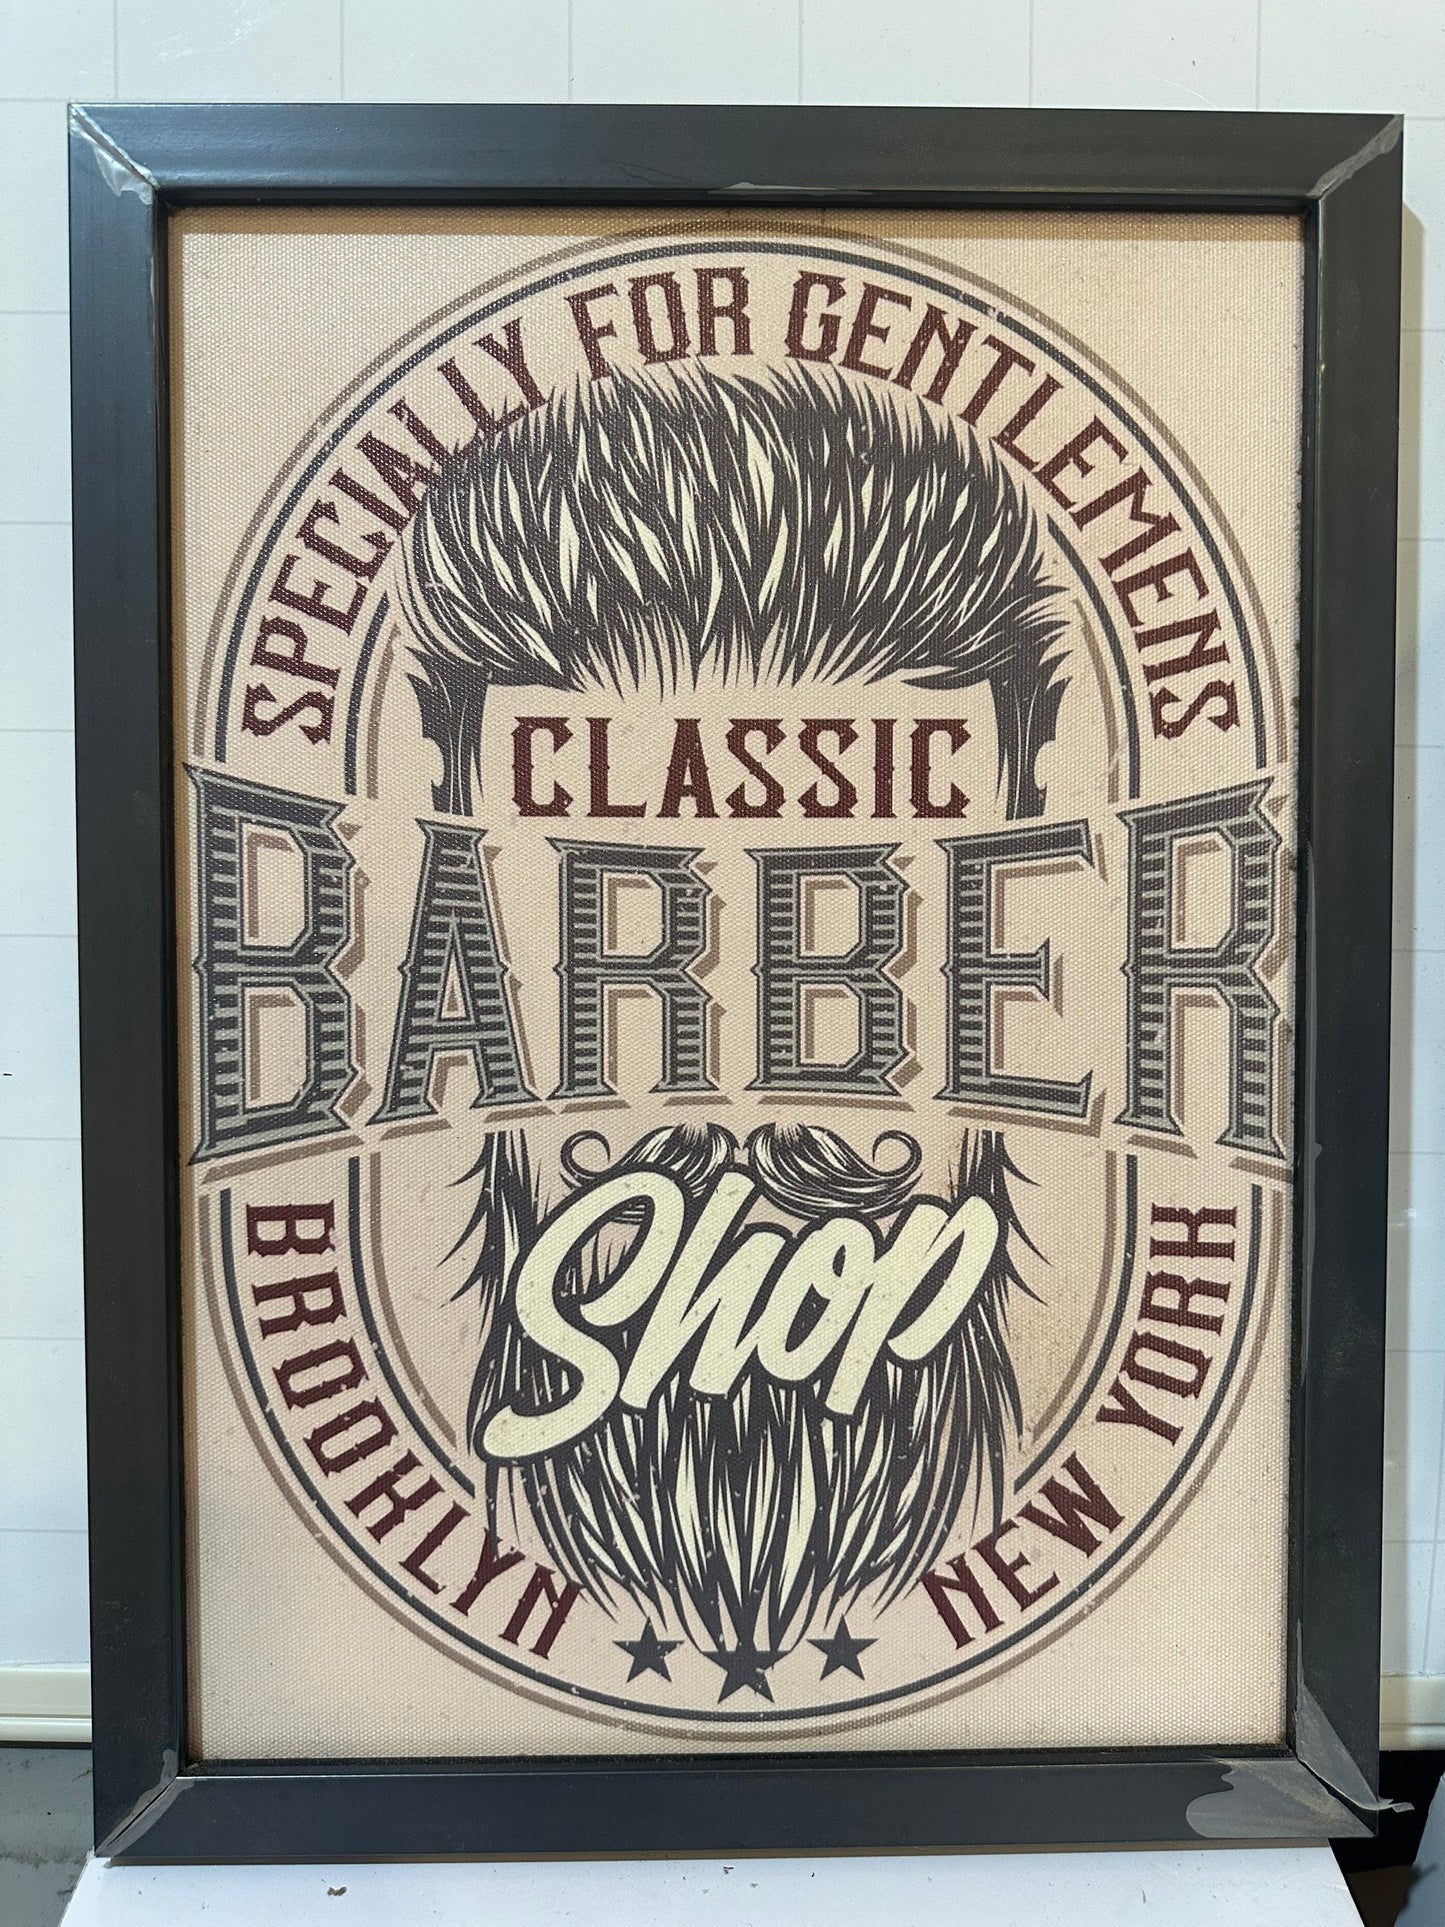 SPECIALLY FOR GENTLEMENS
CLASSIC
BARBER
Shop
BROOKLYN
NEW YORK